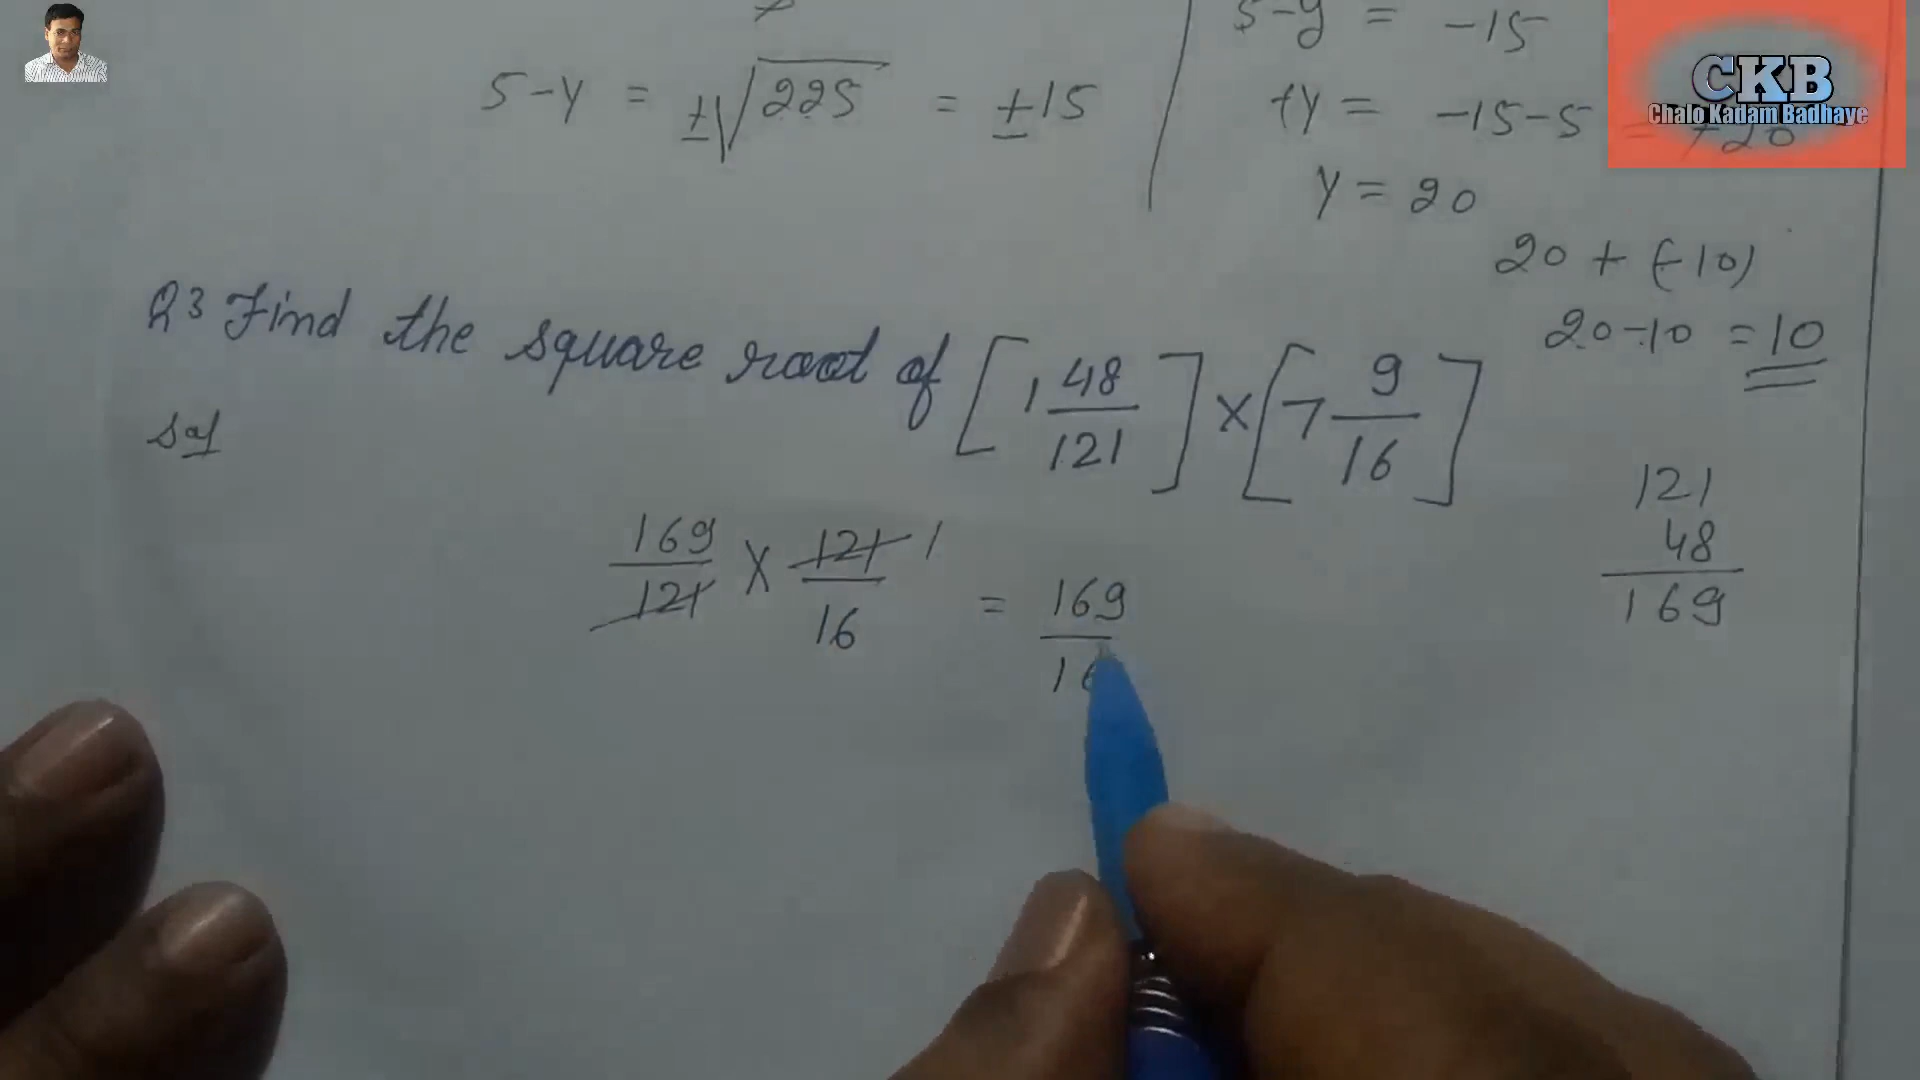 5-y = ±√225 = ±15
5-y = -15
+y = -15-5 = +20
y = 20
20 + (-10)
20-10 = 10
CKB
Chalo Kadam Badhaye
Q3 Find the square root of [1 48/121] × [7 9/16]
Sol
169/121 × 121/16 1 = 169/16
121
48
169